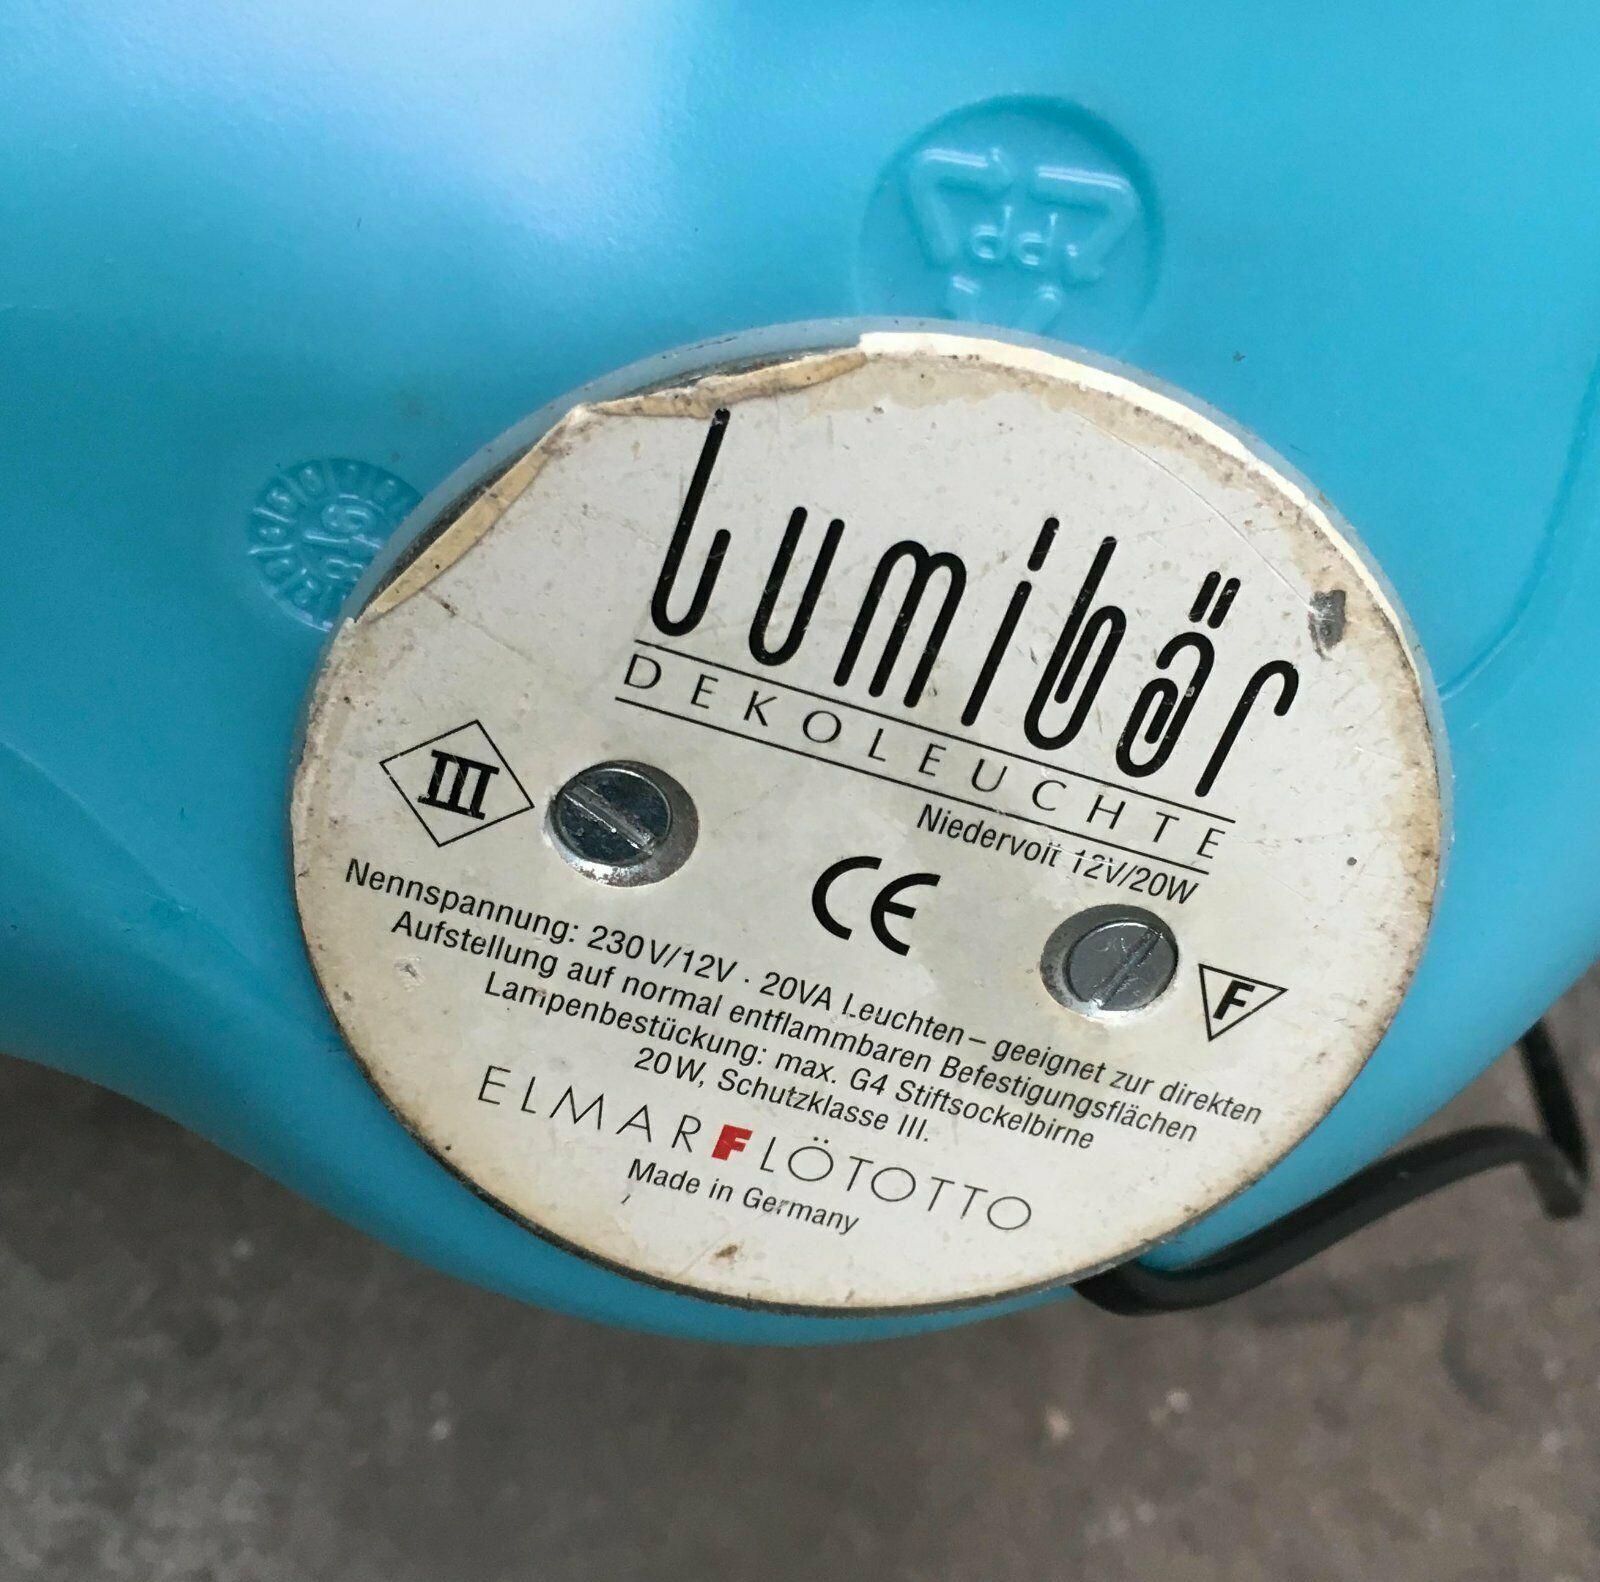 Lumibär
DEKOLEUCHTE
Niedervolt 12V/20W
III
CE
F
Nennspannung: 230V/12V · 20VA Leuchten – geeignet zur direkten
Aufstellung auf normal entflammbaren Befestigungsflächen
Lampenbestückung: max. G4 Stiftsockelbirne
20W, Schutzklasse III.
ELMAR FLÖTOTTO
Made in Germany